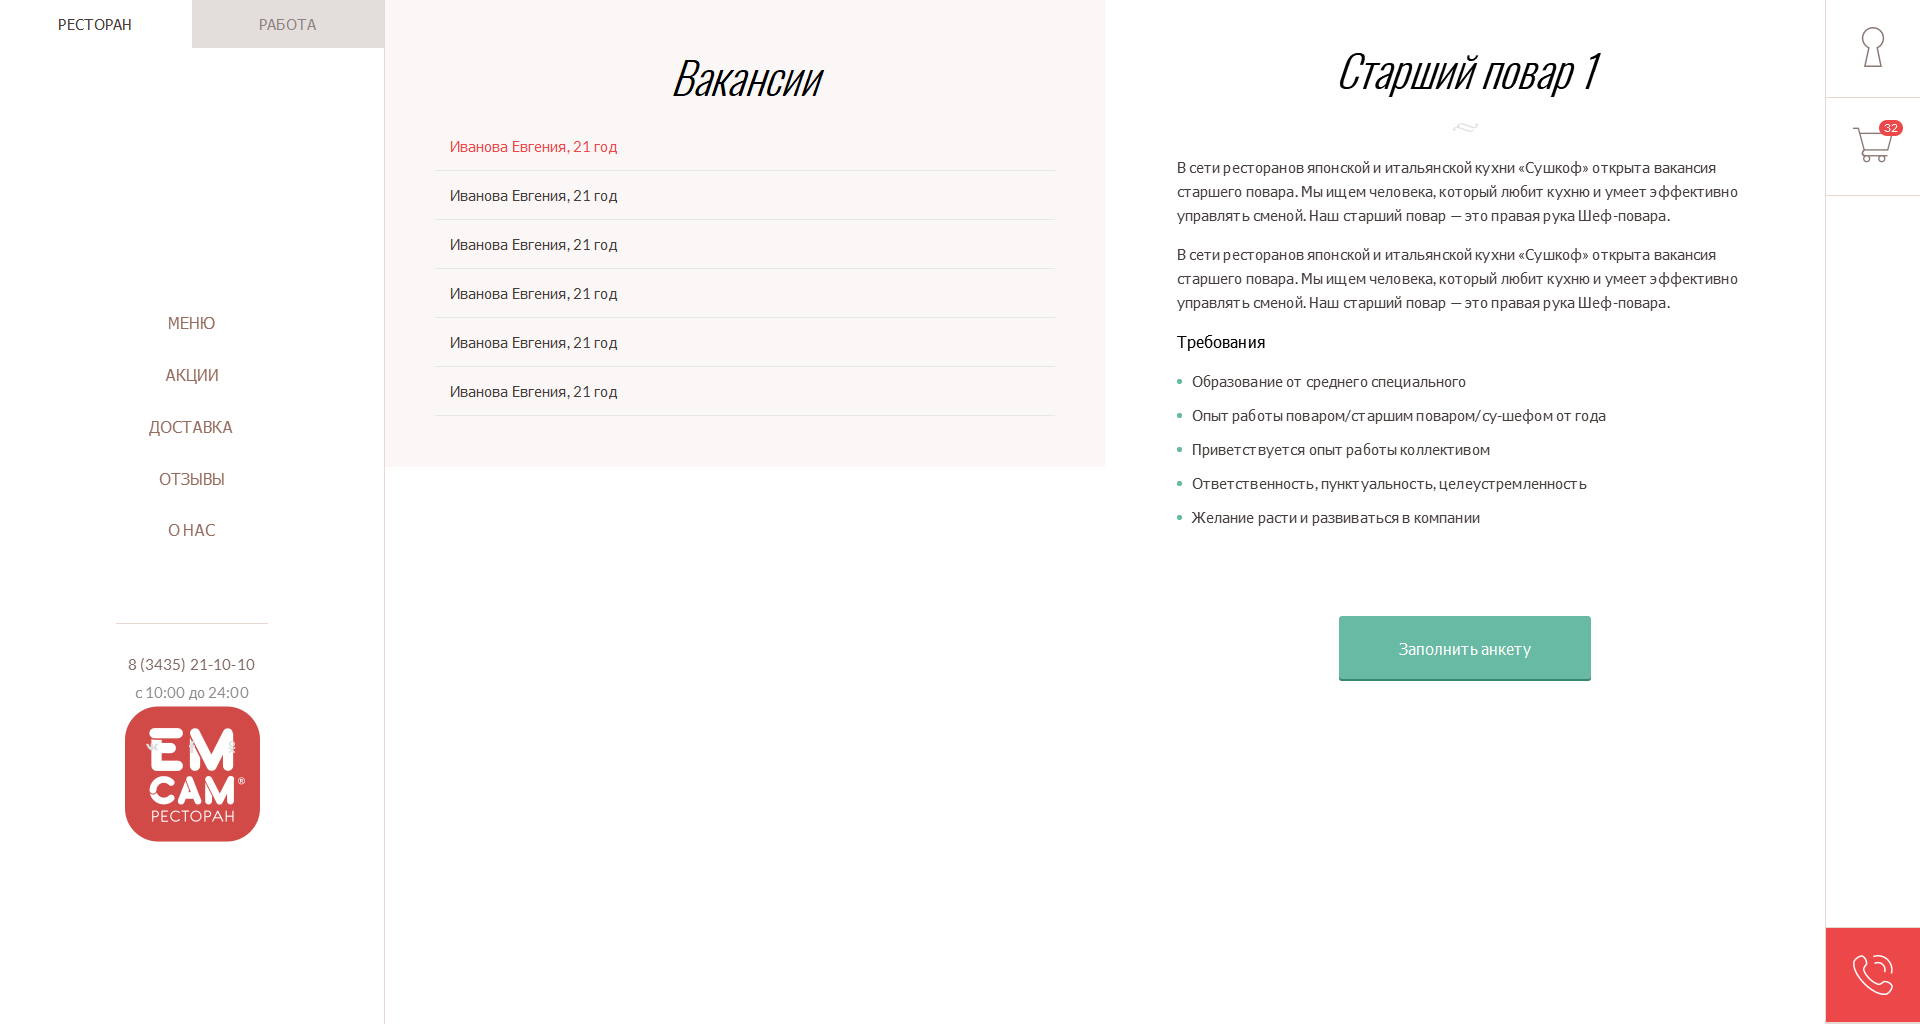 РЕСТОРАН
РАБОТА
МЕНЮ
АКЦИИ
ДОСТАВКА
ОТЗЫВЫ
О НАС
8 (3435) 21-10-10
с 10:00 до 24:00
ЕМ
САМ®
РЕСТОРАН
Вакансии
Иванова Евгения, 21 год
Иванова Евгения, 21 год
Иванова Евгения, 21 год
Иванова Евгения, 21 год
Иванова Евгения, 21 год
Иванова Евгения, 21 год
Старший повар 1
В сети ресторанов японской и итальянской кухни «Сушкоф» открыта вакансия
старшего повара. Мы ищем человека, который любит кухню и умеет эффективно
управлять сменой. Наш старший повар — это правая рука Шеф-повара.
В сети ресторанов японской и итальянской кухни «Сушкоф» открыта вакансия
старшего повара. Мы ищем человека, который любит кухню и умеет эффективно
управлять сменой. Наш старший повар — это правая рука Шеф-повара.
Требования
Образование от среднего специального
Опыт работы поваром/старшим поваром/су-шефом от года
Приветствуется опыт работы коллективом
Ответственность, пунктуальность, целеустремленность
Желание расти и развиваться в компании
Заполнить анкету
32